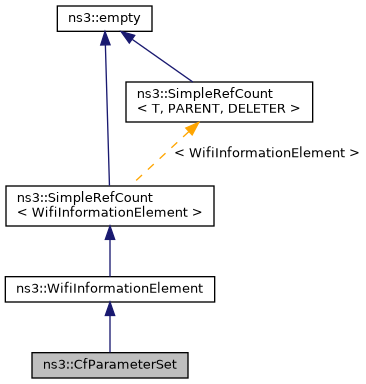 ns3::empty
ns3::SimpleRefCount
< T, PARENT, DELETER >
< WifiInformationElement >
ns3::SimpleRefCount
< WifiInformationElement >
ns3::WifiInformationElement
ns3::CfParameterSet